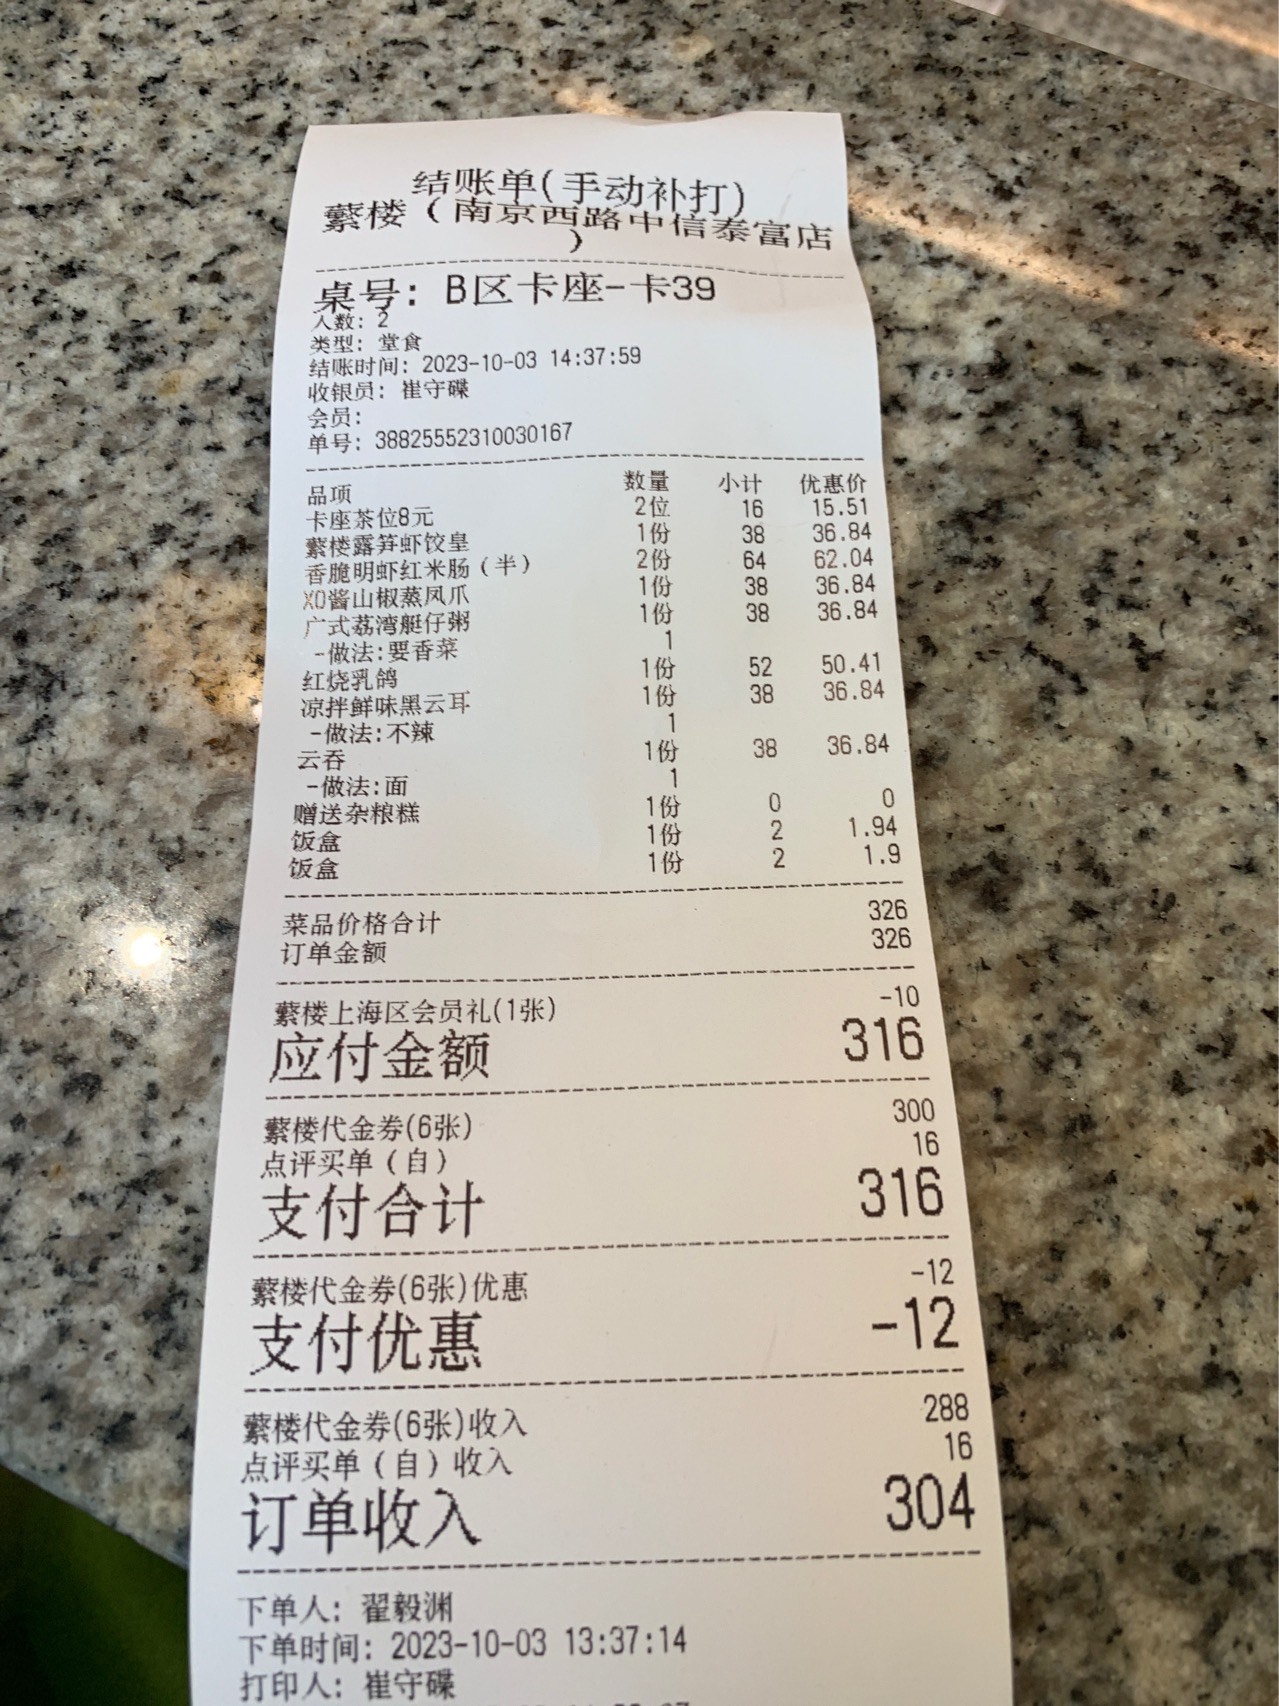 结账单(手动补打)
蘩楼（南京西路中信泰富店
）
桌号: B区卡座-卡39
人数: 2
类型: 堂食
结账时间: 2023-10-03 14:37:59
收银员: 崔守碟
会员:
单号: 38825552310030167
品项 数量 小计 优惠价
卡座茶位8元 2位 16 15.51
蘩楼露笋虾饺皇 1份 38 36.84
香脆明虾红米肠（半） 2份 64 62.04
XO酱山椒蒸凤爪 1份 38 36.84
广式荔湾艇仔粥 1份 38 36.84
-做法:要香菜 1
红烧乳鸽 1份 52 50.41
凉拌鲜味黑云耳 1份 38 36.84
-做法:不辣 1
云吞 1份 38 36.84
-做法:面 1
赠送杂粮糕 1份 0 0
饭盒 1份 2 1.94
饭盒 1份 2 1.9
菜品价格合计 326
订单金额 326
蘩楼上海区会员礼(1张) -10
应付金额 316
蘩楼代金券(6张) 300
点评买单（自） 16
支付合计 316
蘩楼代金券(6张)优惠 -12
支付优惠 -12
蘩楼代金券(6张)收入 288
点评买单（自）收入 16
订单收入 304
下单人: 翟毅渊
下单时间: 2023-10-03 13:37:14
打印人: 崔守碟